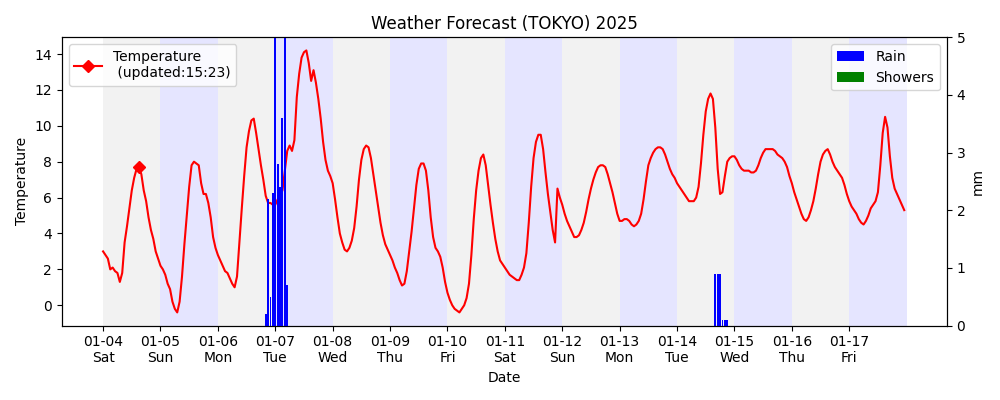 Weather Forecast (TOKYO) 2025
Temperature
(updated:15:23)
Rain
Showers
Temperature
14
12
10
8
6
4
2
0
5
4
3
2
1
0
mm
01-04 01-05 01-06 01-07 01-08 01-09 01-10 01-11 01-12 01-13 01-14 01-15 01-16 01-17
Sat Sun Mon Tue Wed Thu Fri Sat Sun Mon Tue Wed Thu Fri
Date